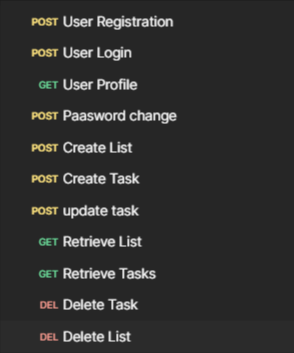 POST User Registration
POST User Login
GET User Profile
POST Paasword change
POST Create List
POST Create Task
POST update task
GET Retrieve List
GET Retrieve Tasks
DEL Delete Task
DEL Delete List